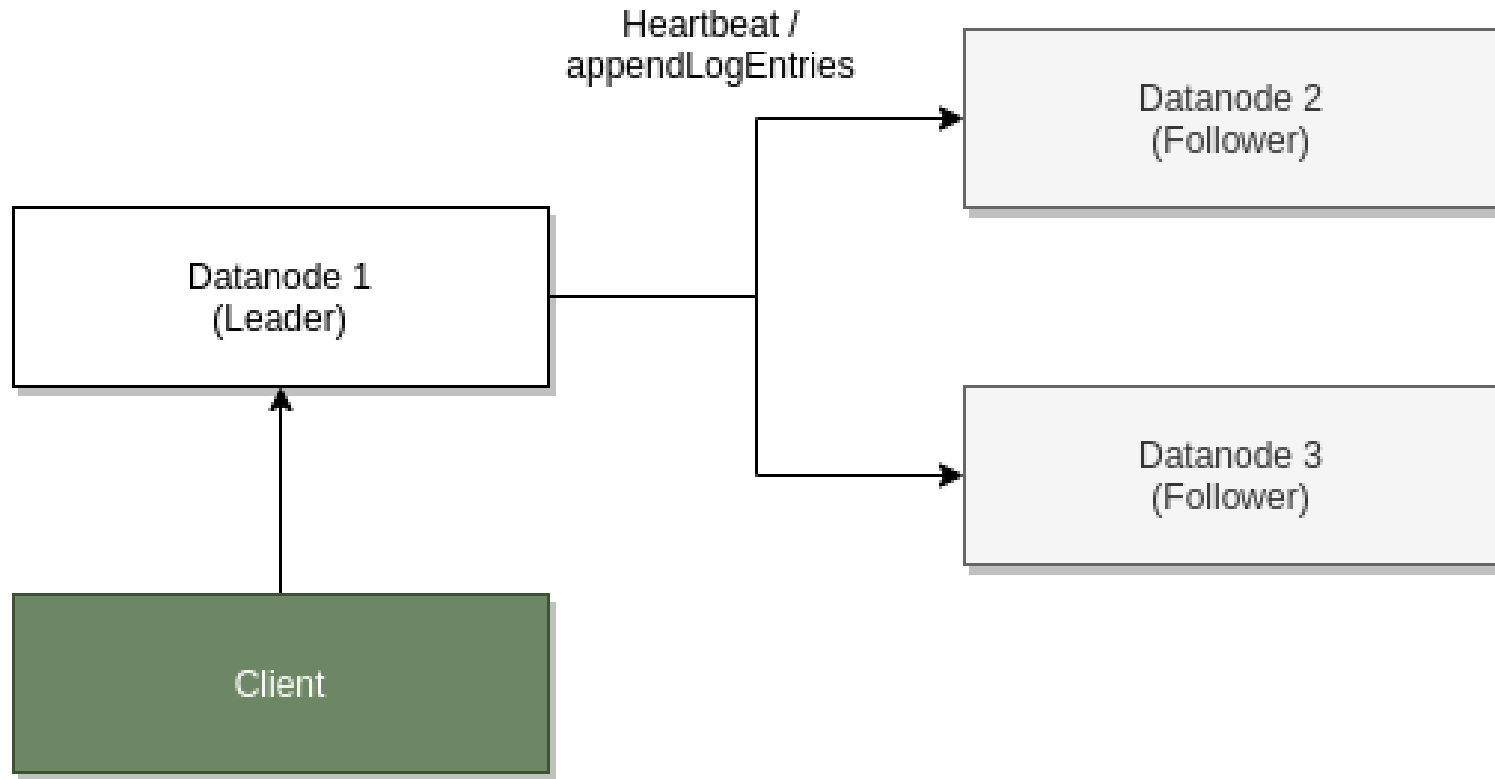 Heartbeat /
appendLogEntries
Datanode 2
(Follower)
Datanode 1
(Leader)
Datanode 3
(Follower)
Client